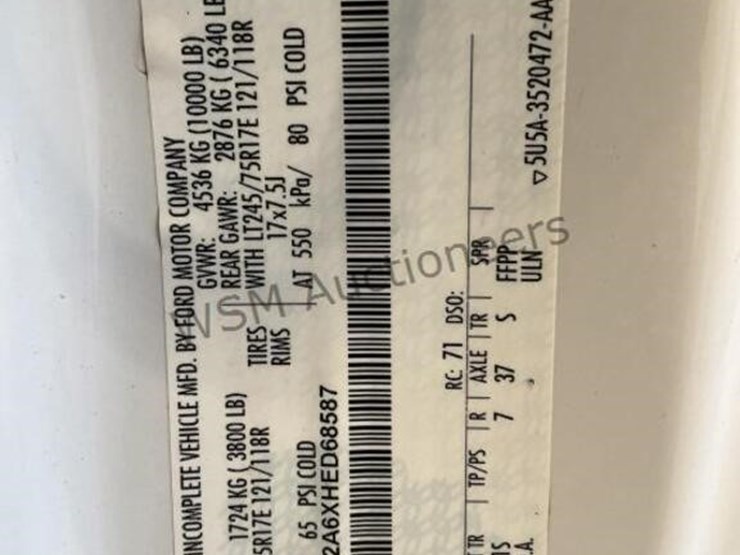 INCOMPLETE VEHICLE MFD. BY FORD MOTOR COMPANY
GVWR: 4536 KG (10000 LB)
1724 KG ( 3800 LB) REAR GAWR: 2876 KG ( 6340 LB
5R17E 121/118R TIRES WITH LT245/75R17E 121/118R
RIMS 17x7.5J
65 PSI COLD AT 550 kPa/ 80 PSI COLD
2A6XHED68587
RC: 71 DSO:
TR | TP/PS | R | AXLE | TR | SPR |
7 37 S FFPP
ULN
▽ 5U5A-3520472-AA
WSM Auctioneers